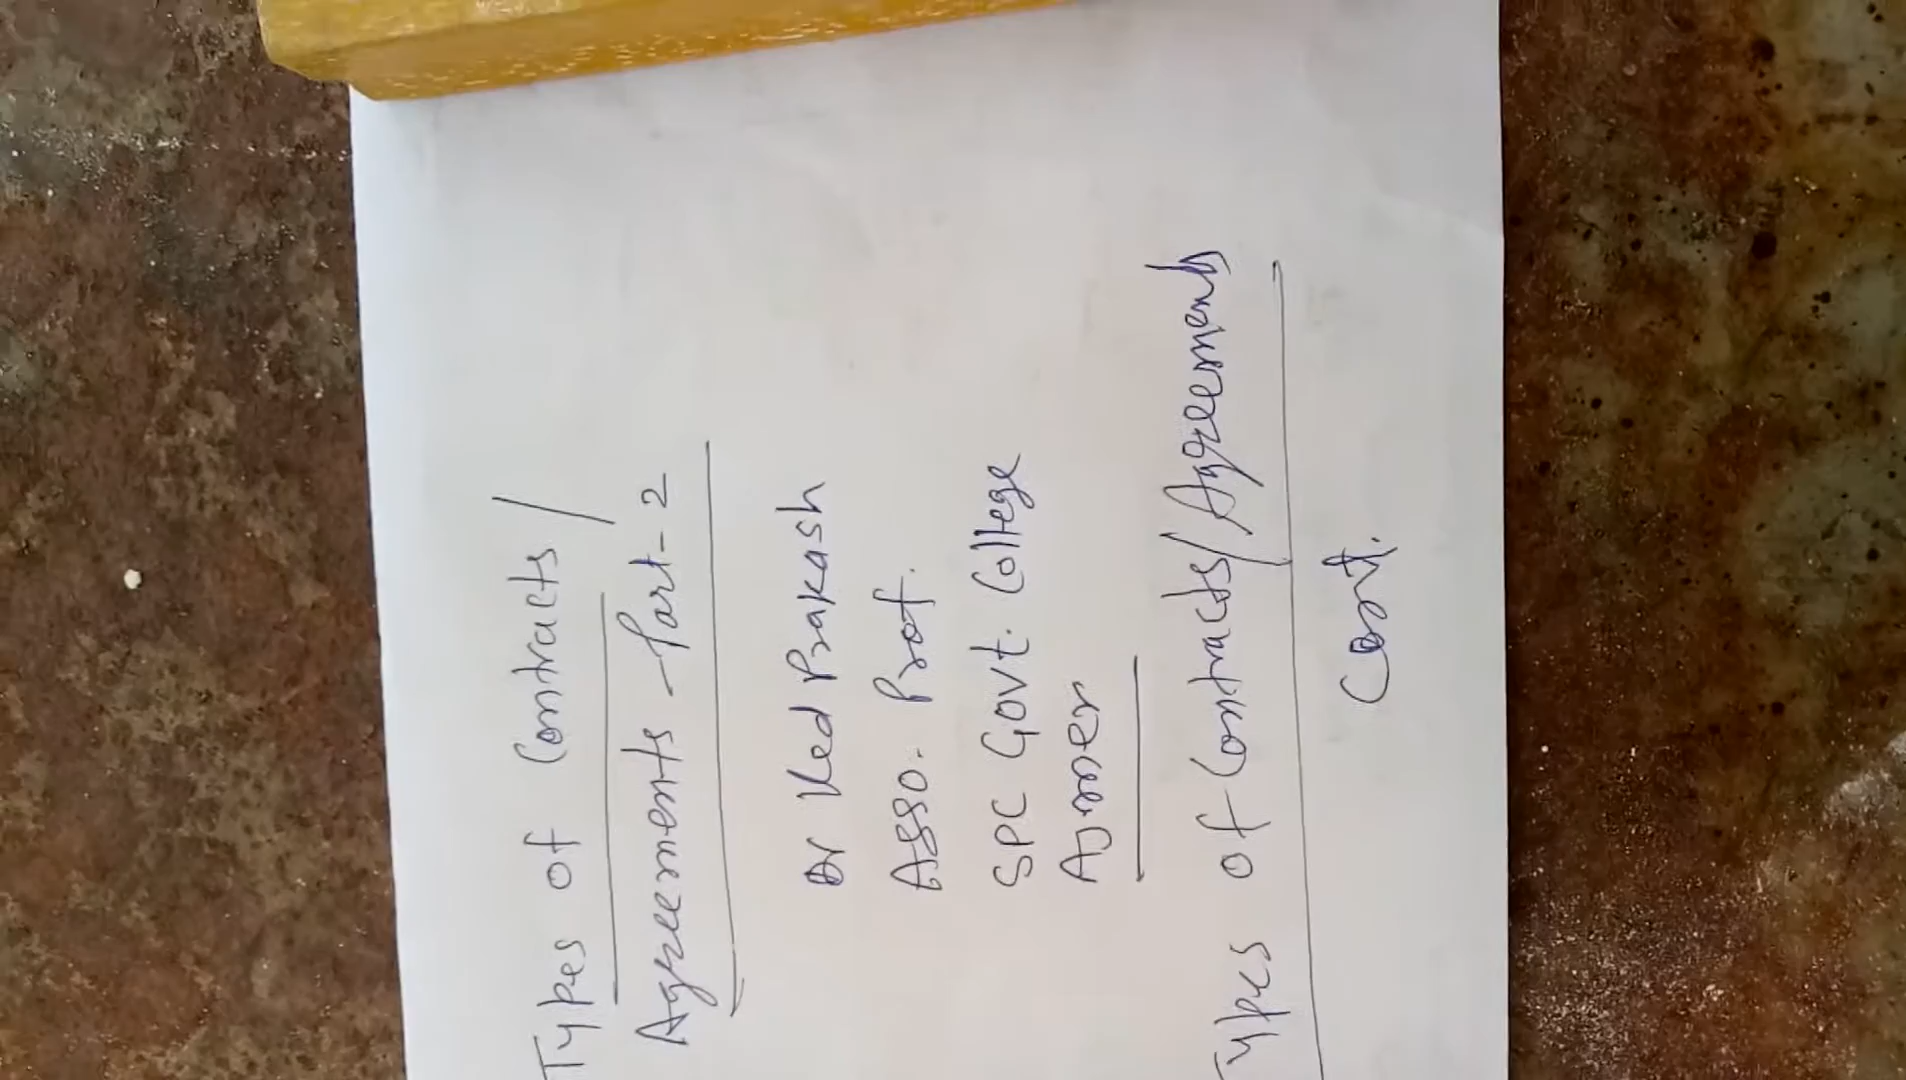 Types of Contracts/
Agreements - Part-2
Dr Ved Prakash
Asso. Prof.
SPC Govt. College
Ajmer
Types of Contracts/Agreements
Cont.